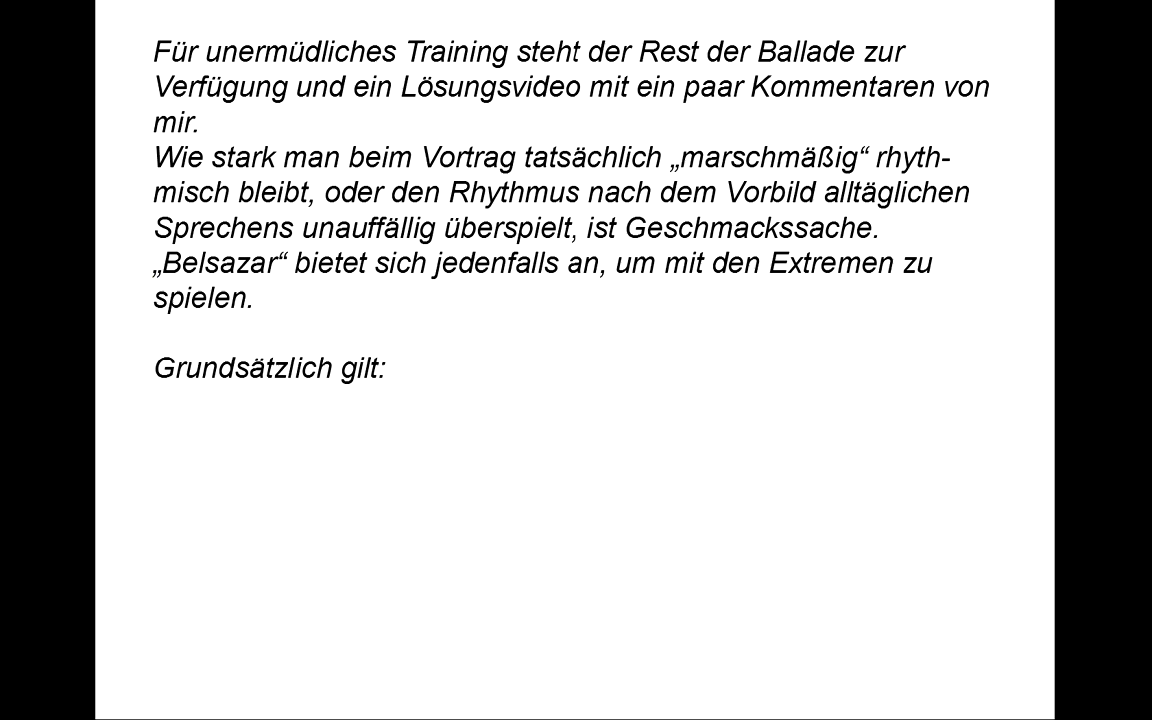 Für unermüdliches Training steht der Rest der Ballade zur
Verfügung und ein Lösungsvideo mit ein paar Kommentaren von
mir.
Wie stark man beim Vortrag tatsächlich „marschmäßig“ rhyth-
misch bleibt, oder den Rhythmus nach dem Vorbild alltäglichen
Sprechens unauffällig überspielt, ist Geschmackssache.
„Belsazar“ bietet sich jedenfalls an, um mit den Extremen zu
spielen.
Grundsätzlich gilt: